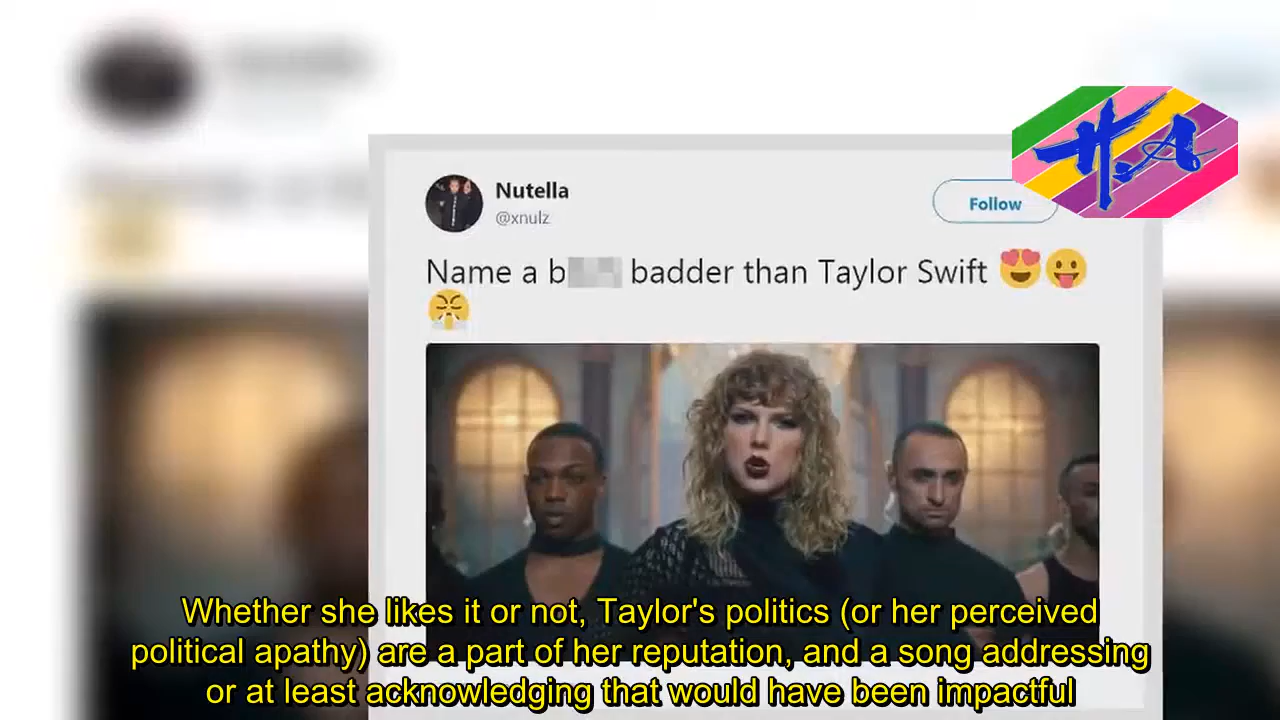 H.A
Nutella
@xnulz
Follow
Name a b badder than Taylor Swift 😍😛
😤
Whether she likes it or not, Taylor's politics (or her perceived
political apathy) are a part of her reputation, and a song addressing
or at least acknowledging that would have been impactful